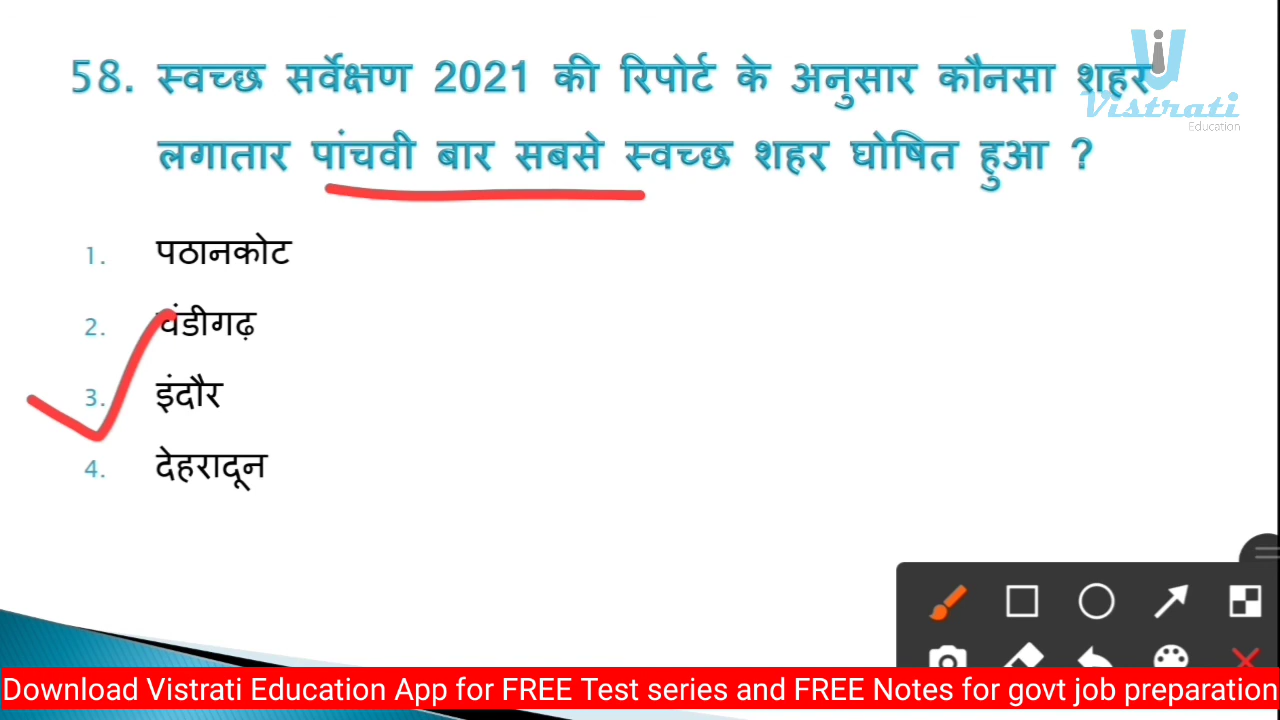 58. स्वच्छ सर्वेक्षण 2021 की रिपोर्ट के अनुसार कौनसा शहर
लगातार पांचवी बार सबसे स्वच्छ शहर घोषित हुआ ?
Vistrati
Education
1. पठानकोट
2. चंडीगढ़
3. इंदौर
4. देहरादून
Download Vistrati Education App for FREE Test series and FREE Notes for govt job preparation